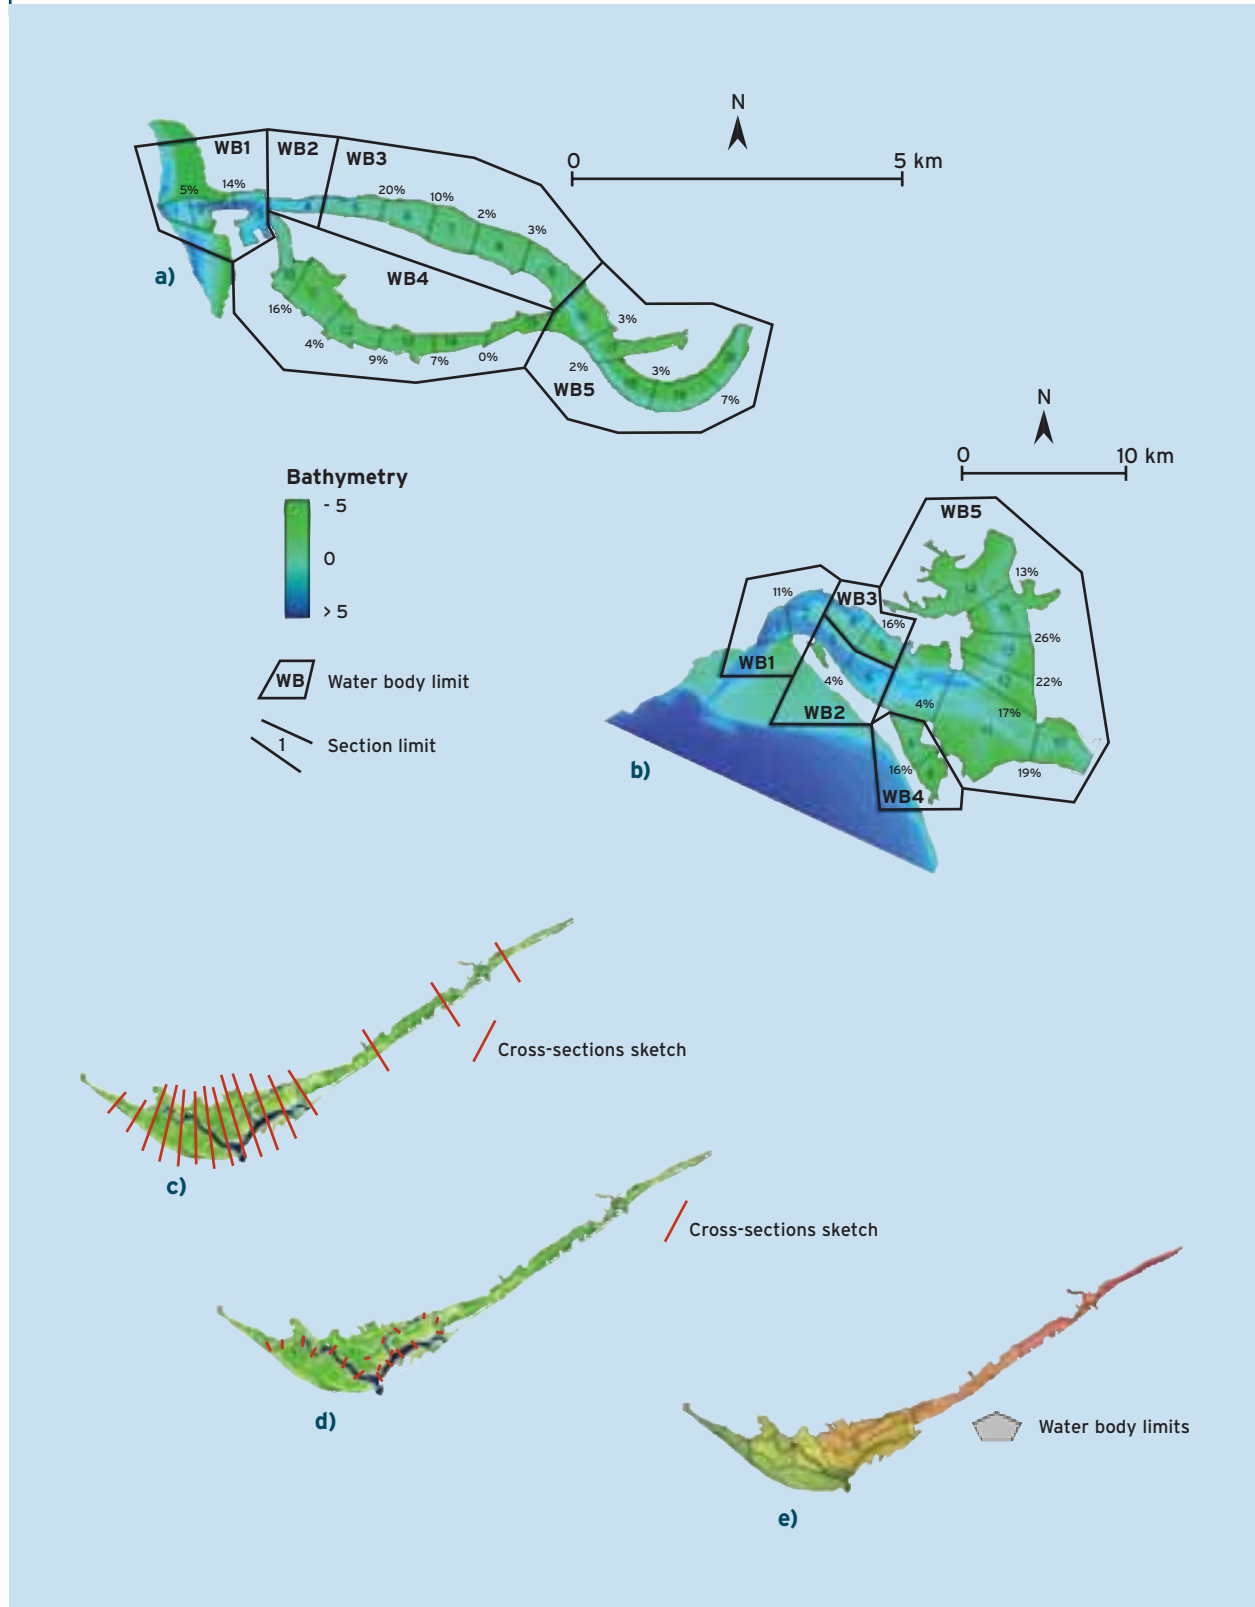 N
0
5 km
WB1
WB2
WB3
5%
14%
20%
10%
2%
3%
a)
WB4
16%
4%
9%
7%
0%
3%
2%
3%
WB5
7%
N
0
10 km
Bathymetry
- 5
0
> 5
WB
Water body limit
1
Section limit
WB5
13%
11%
WB3
16%
26%
WB1
4%
22%
WB2
4%
17%
b)
16%
19%
WB4
Cross-sections sketch
c)
Cross-sections sketch
d)
Water body limits
e)